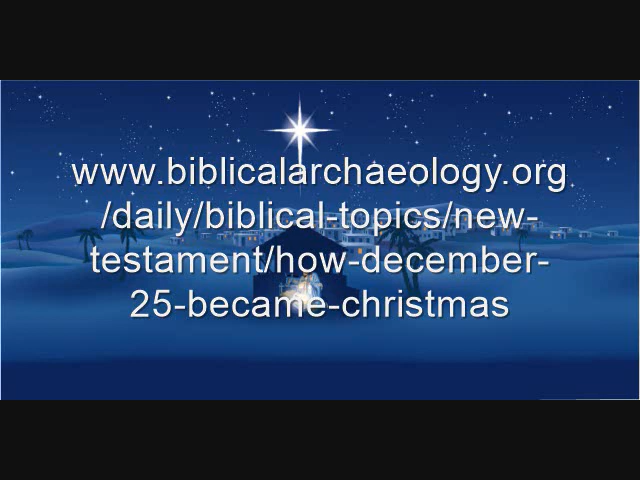 www.biblicalarchaeology.org
/daily/biblical-topics/new-
testament/how-december-
25-became-christmas